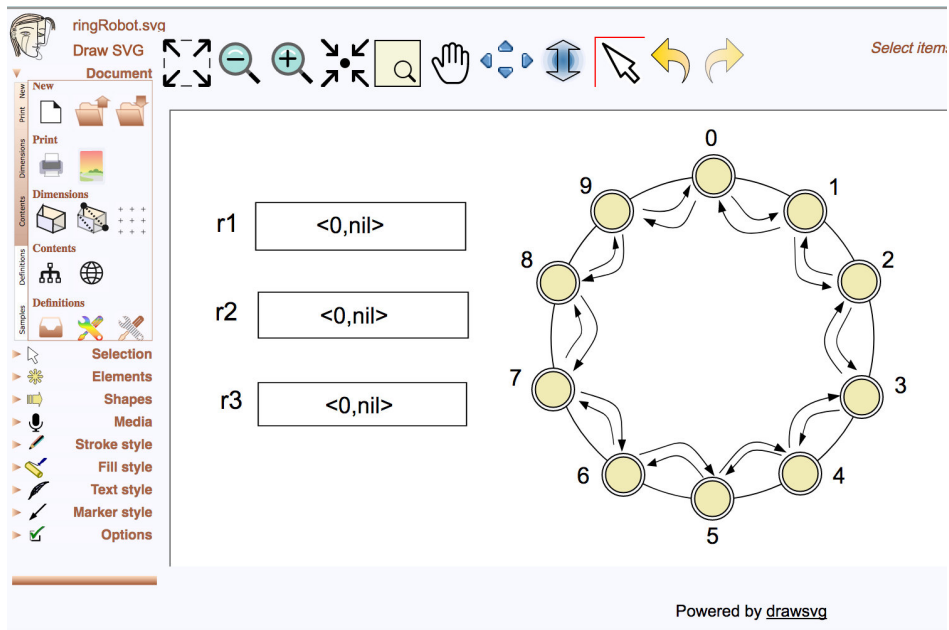 ringRobot.svg
Draw SVG
Select items
Document
New
Print
Dimensions
Contents
Definitions
New
Print
Dimensions
Contents
Definitions
Samples
Selection
Elements
Shapes
Media
Stroke style
Fill style
Text style
Marker style
Options
r1 <0,nil>
r2 <0,nil>
r3 <0,nil>
0
1
2
3
4
5
6
7
8
9
Powered by drawsvg